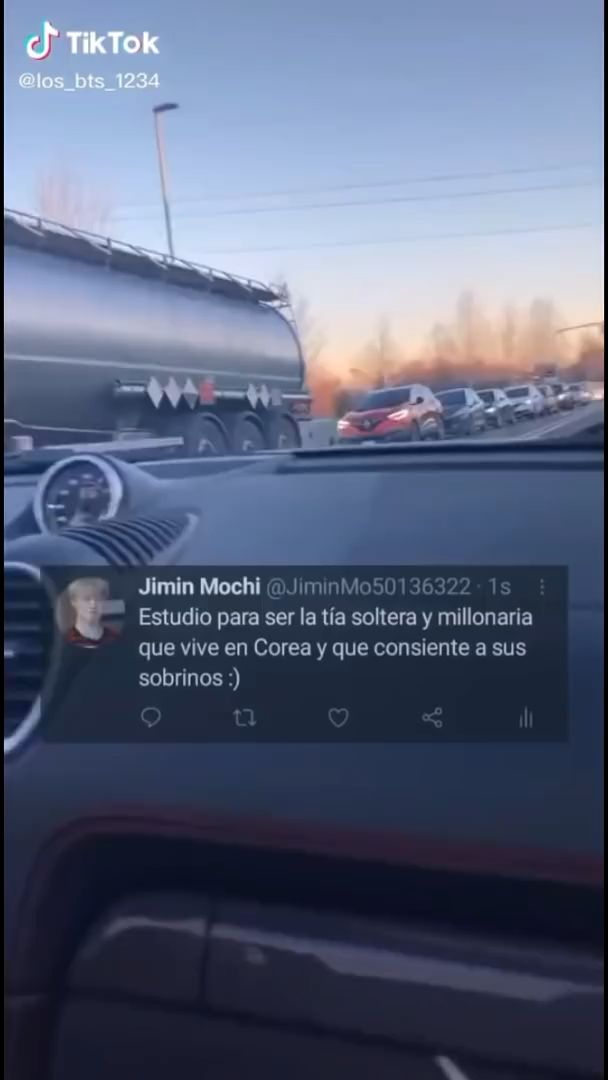 TikTok
@los_bts_1234
Jimin Mochi @JiminMo50136322 · 1s
Estudio para ser la tía soltera y millonaria
que vive en Corea y que consiente a sus
sobrinos :)